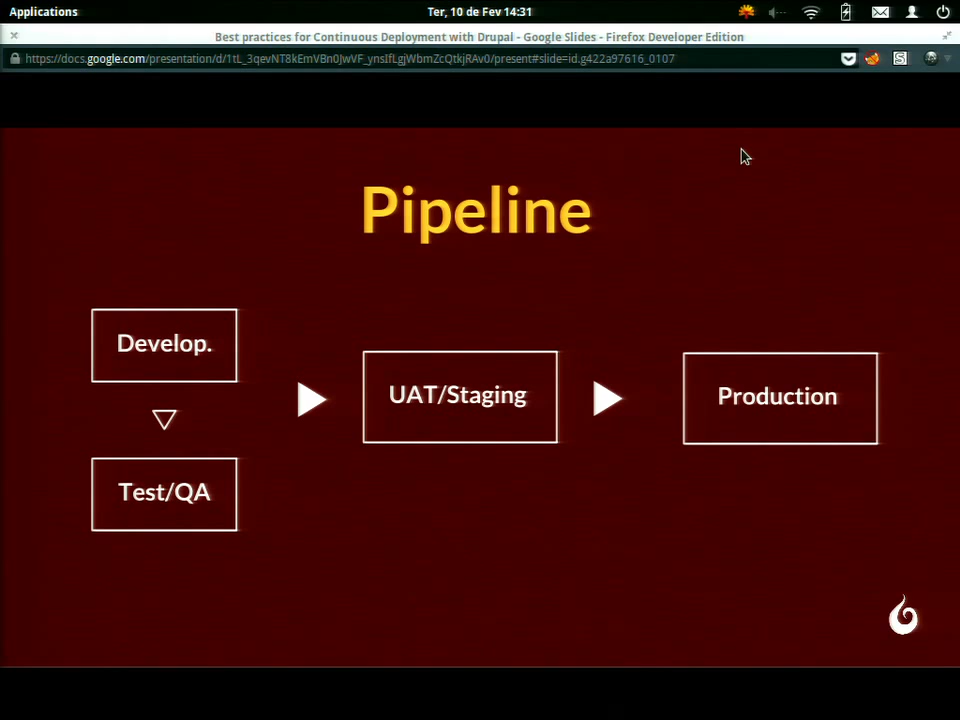 Applications
Ter, 10 de Fev 14:31
Best practices for Continuous Deployment with Drupal - Google Slides - Firefox Developer Edition
https://docs.google.com/presentation/d/1tL_3qevNT8kEmVBn0JwVF_ynsIfLgjWbmZcQtkjRAv0/present#slide=id.g422a97616_0107
S
Pipeline
Develop.
UAT/Staging
Production
Test/QA